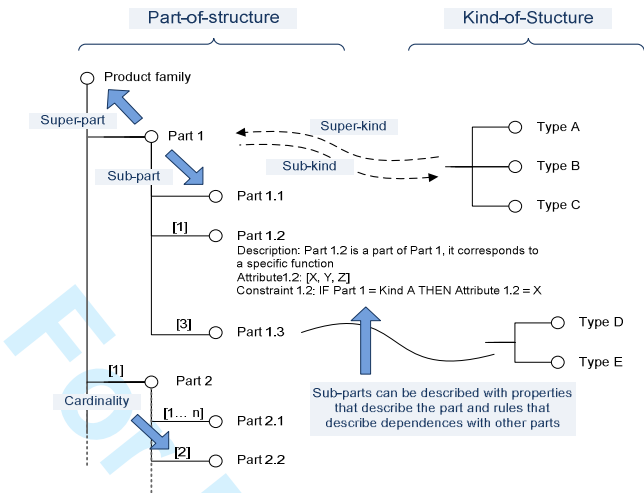 Part-of-structure
Kind-of-Stucture
Product family
Super-part
Part 1
Super-kind
Sub-kind
Type A
Type B
Type C
Sub-part
Part 1.1
[1]
Part 1.2
Description: Part 1.2 is a part of Part 1, it corresponds to
a specific function
Attribute1.2: [X, Y, Z]
Constraint 1.2: IF Part 1 = Kind A THEN Attribute 1.2 = X
[3]
Part 1.3
Type D
Type E
[1]
Part 2
Cardinality
[1... n]
Part 2.1
[2]
Part 2.2
Sub-parts can be described with properties
that describe the part and rules that
describe dependences with other parts
For